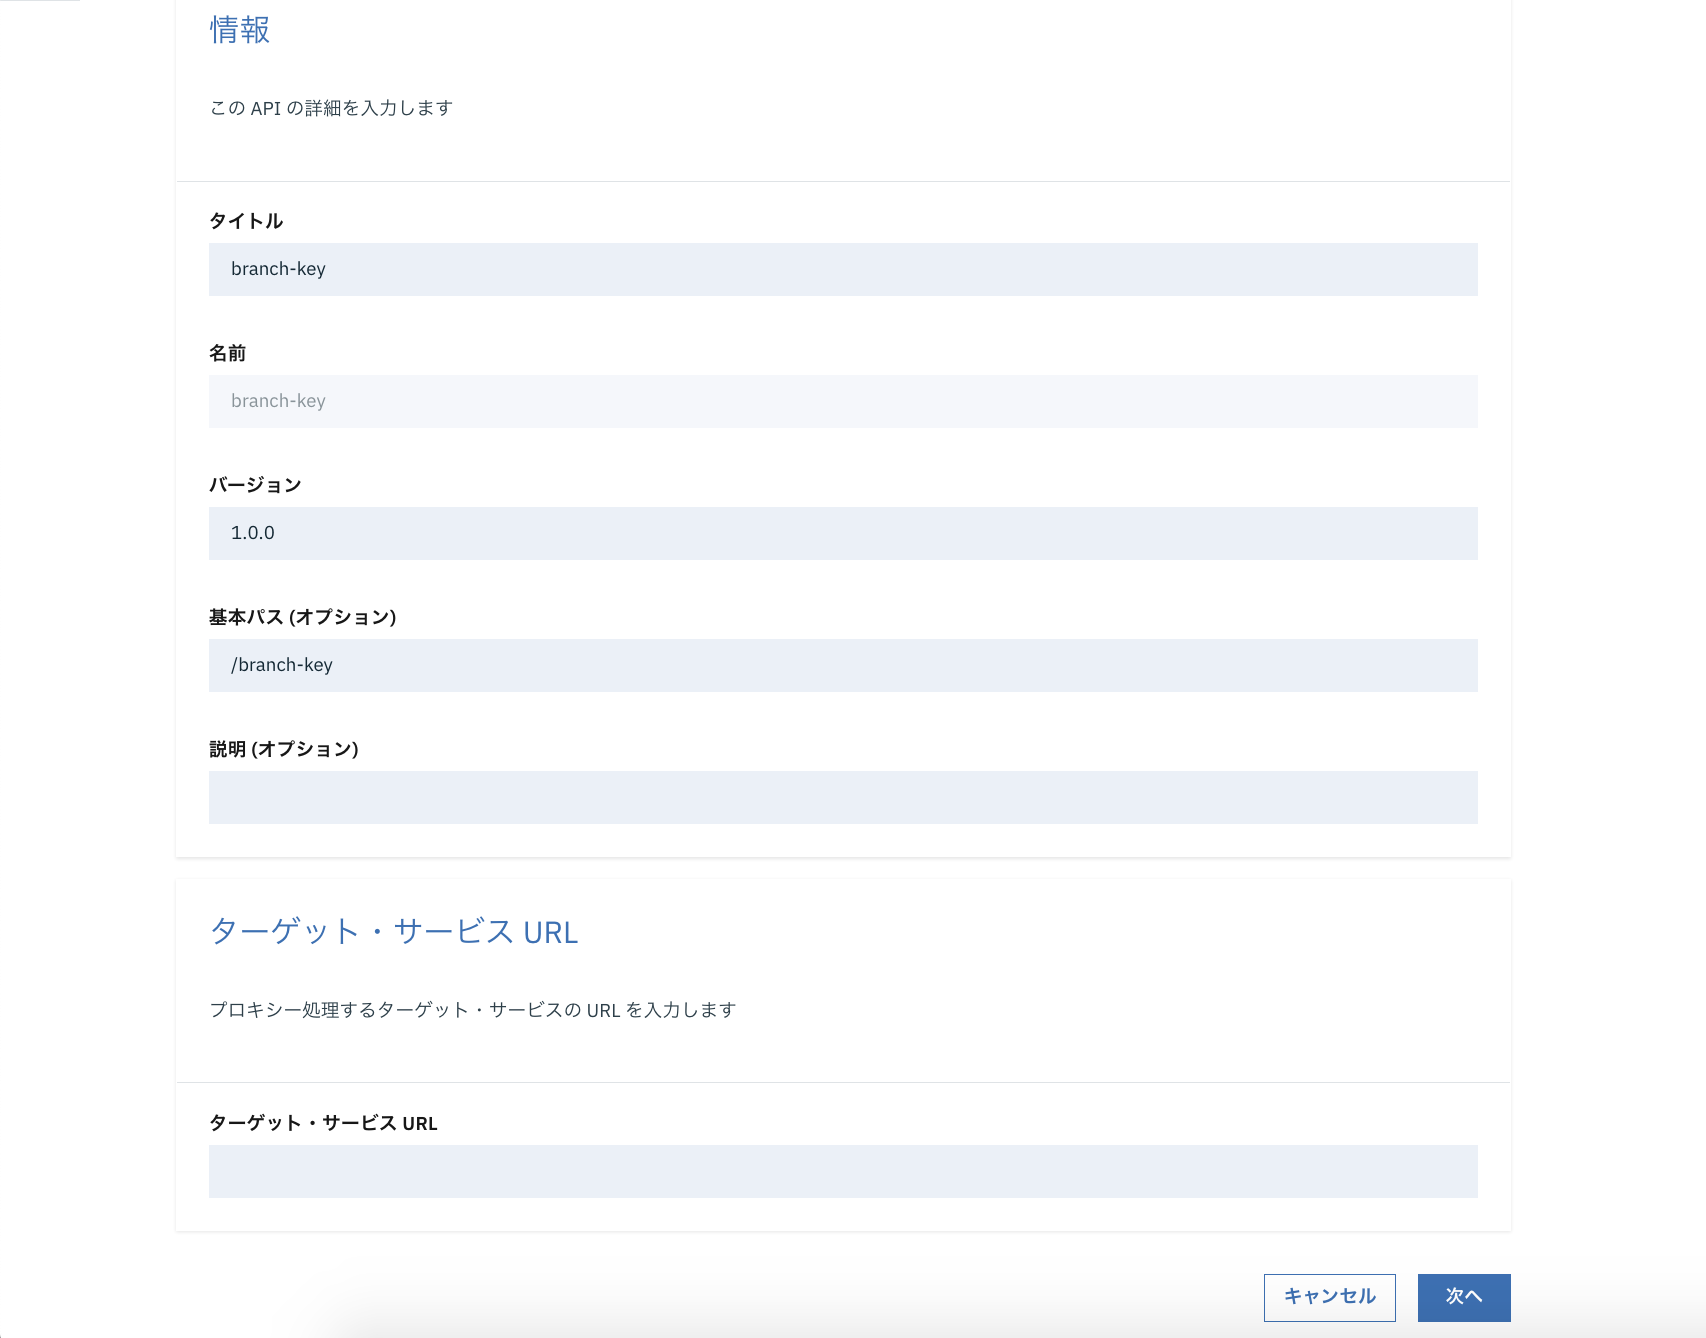 情報
この API の詳細を入力します
タイトル
branch-key
名前
branch-key
バージョン
1.0.0
基本パス (オプション)
/branch-key
説明 (オプション)
ターゲット・サービス URL
プロキシー処理するターゲット・サービスの URL を入力します
ターゲット・サービス URL
キャンセル
次へ